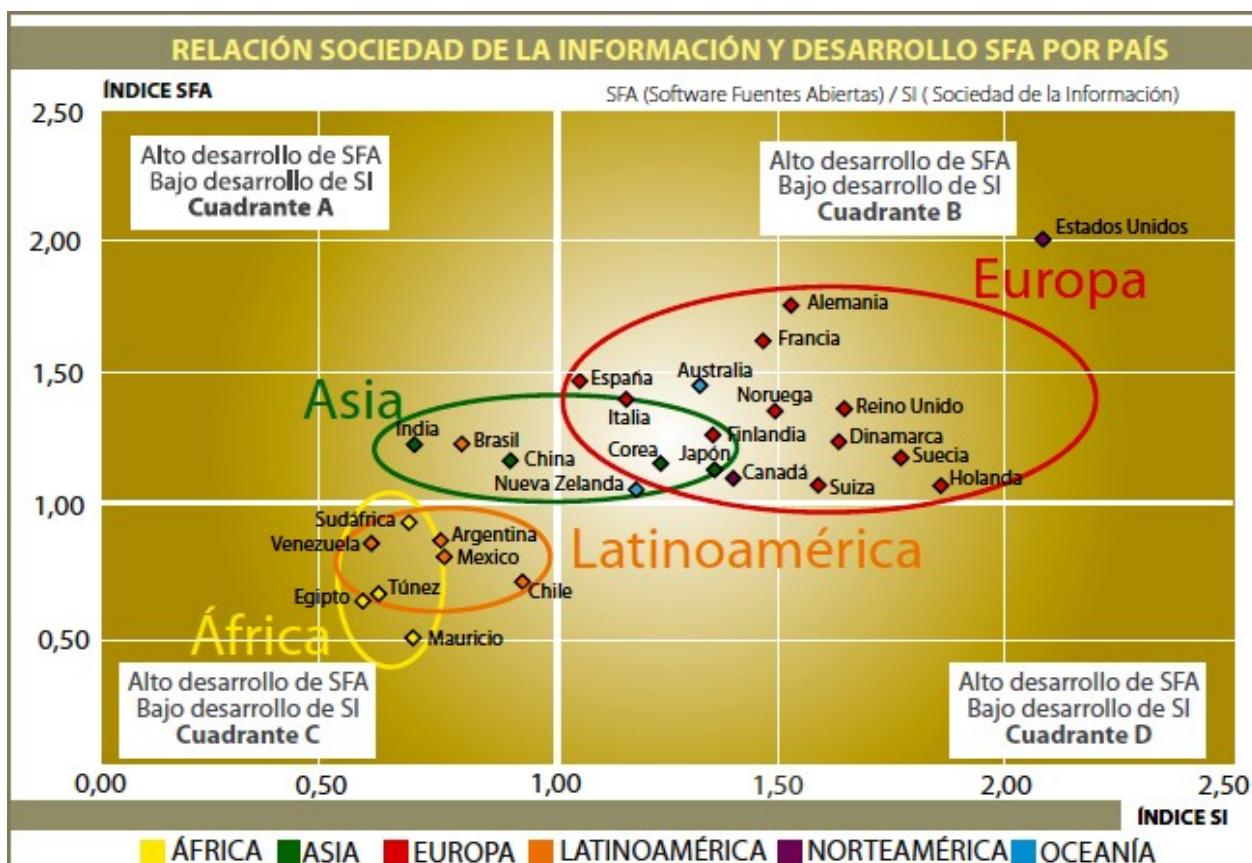 RELACIÓN SOCIEDAD DE LA INFORMACIÓN Y DESARROLLO SFA POR PAÍS
ÍNDICE SFA
SFA (Software Fuentes Abiertas) / SI ( Sociedad de la Información)
2,50
Alto desarrollo de SFA
Bajo desarrollo de SI
Cuadrante A
Alto desarrollo de SFA
Bajo desarrollo de SI
Cuadrante B
Estados Unidos
2,00
Europa
Alemania
Francia
1,50
España
Australia
Asia
Noruega
Reino Unido
Italia
India
Brasil
Finlandia
Dinamarca
Corea
Japón
China
Suecia
Canadá
Nueva Zelanda
Suiza
Holanda
1,00
Sudáfrica
Venezuela
Argentina
Mexico
Latinoamérica
Túnez
Chile
Egipto
África
Mauricio
0,50
Alto desarrollo de SFA
Bajo desarrollo de SI
Cuadrante C
Alto desarrollo de SFA
Bajo desarrollo de SI
Cuadrante D
0,00
0,50
1,00
1,50
2,00
2,50
ÍNDICE SI
ÁFRICA
ASIA
EUROPA
LATINOAMÉRICA
NORTEAMÉRICA
OCEANÍA